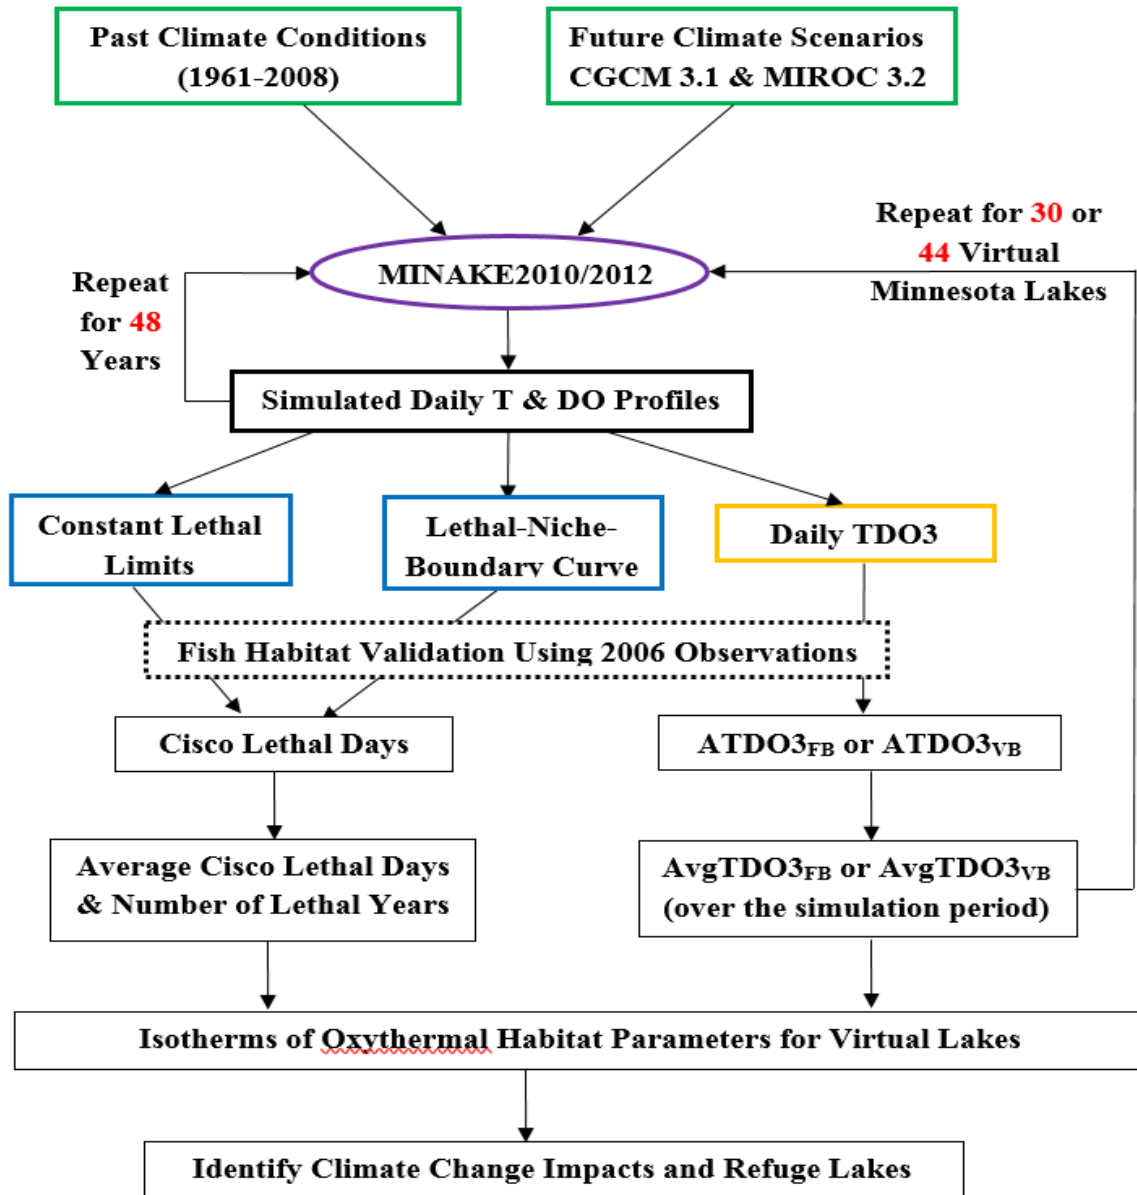 Past Climate Conditions
(1961-2008)
Future Climate Scenarios
CGCM 3.1 & MIROC 3.2
Repeat for 30 or
44 Virtual
Minnesota Lakes
MINAKE2010/2012
Repeat
for 48
Years
Simulated Daily T & DO Profiles
Constant Lethal
Limits
Lethal-Niche-
Boundary Curve
Daily TDO3
Fish Habitat Validation Using 2006 Observations
Cisco Lethal Days
ATDO3FB or ATDO3VB
Average Cisco Lethal Days
& Number of Lethal Years
AvgTDO3FB or AvgTDO3VB
(over the simulation period)
Isotherms of Oxythermal Habitat Parameters for Virtual Lakes
Identify Climate Change Impacts and Refuge Lakes